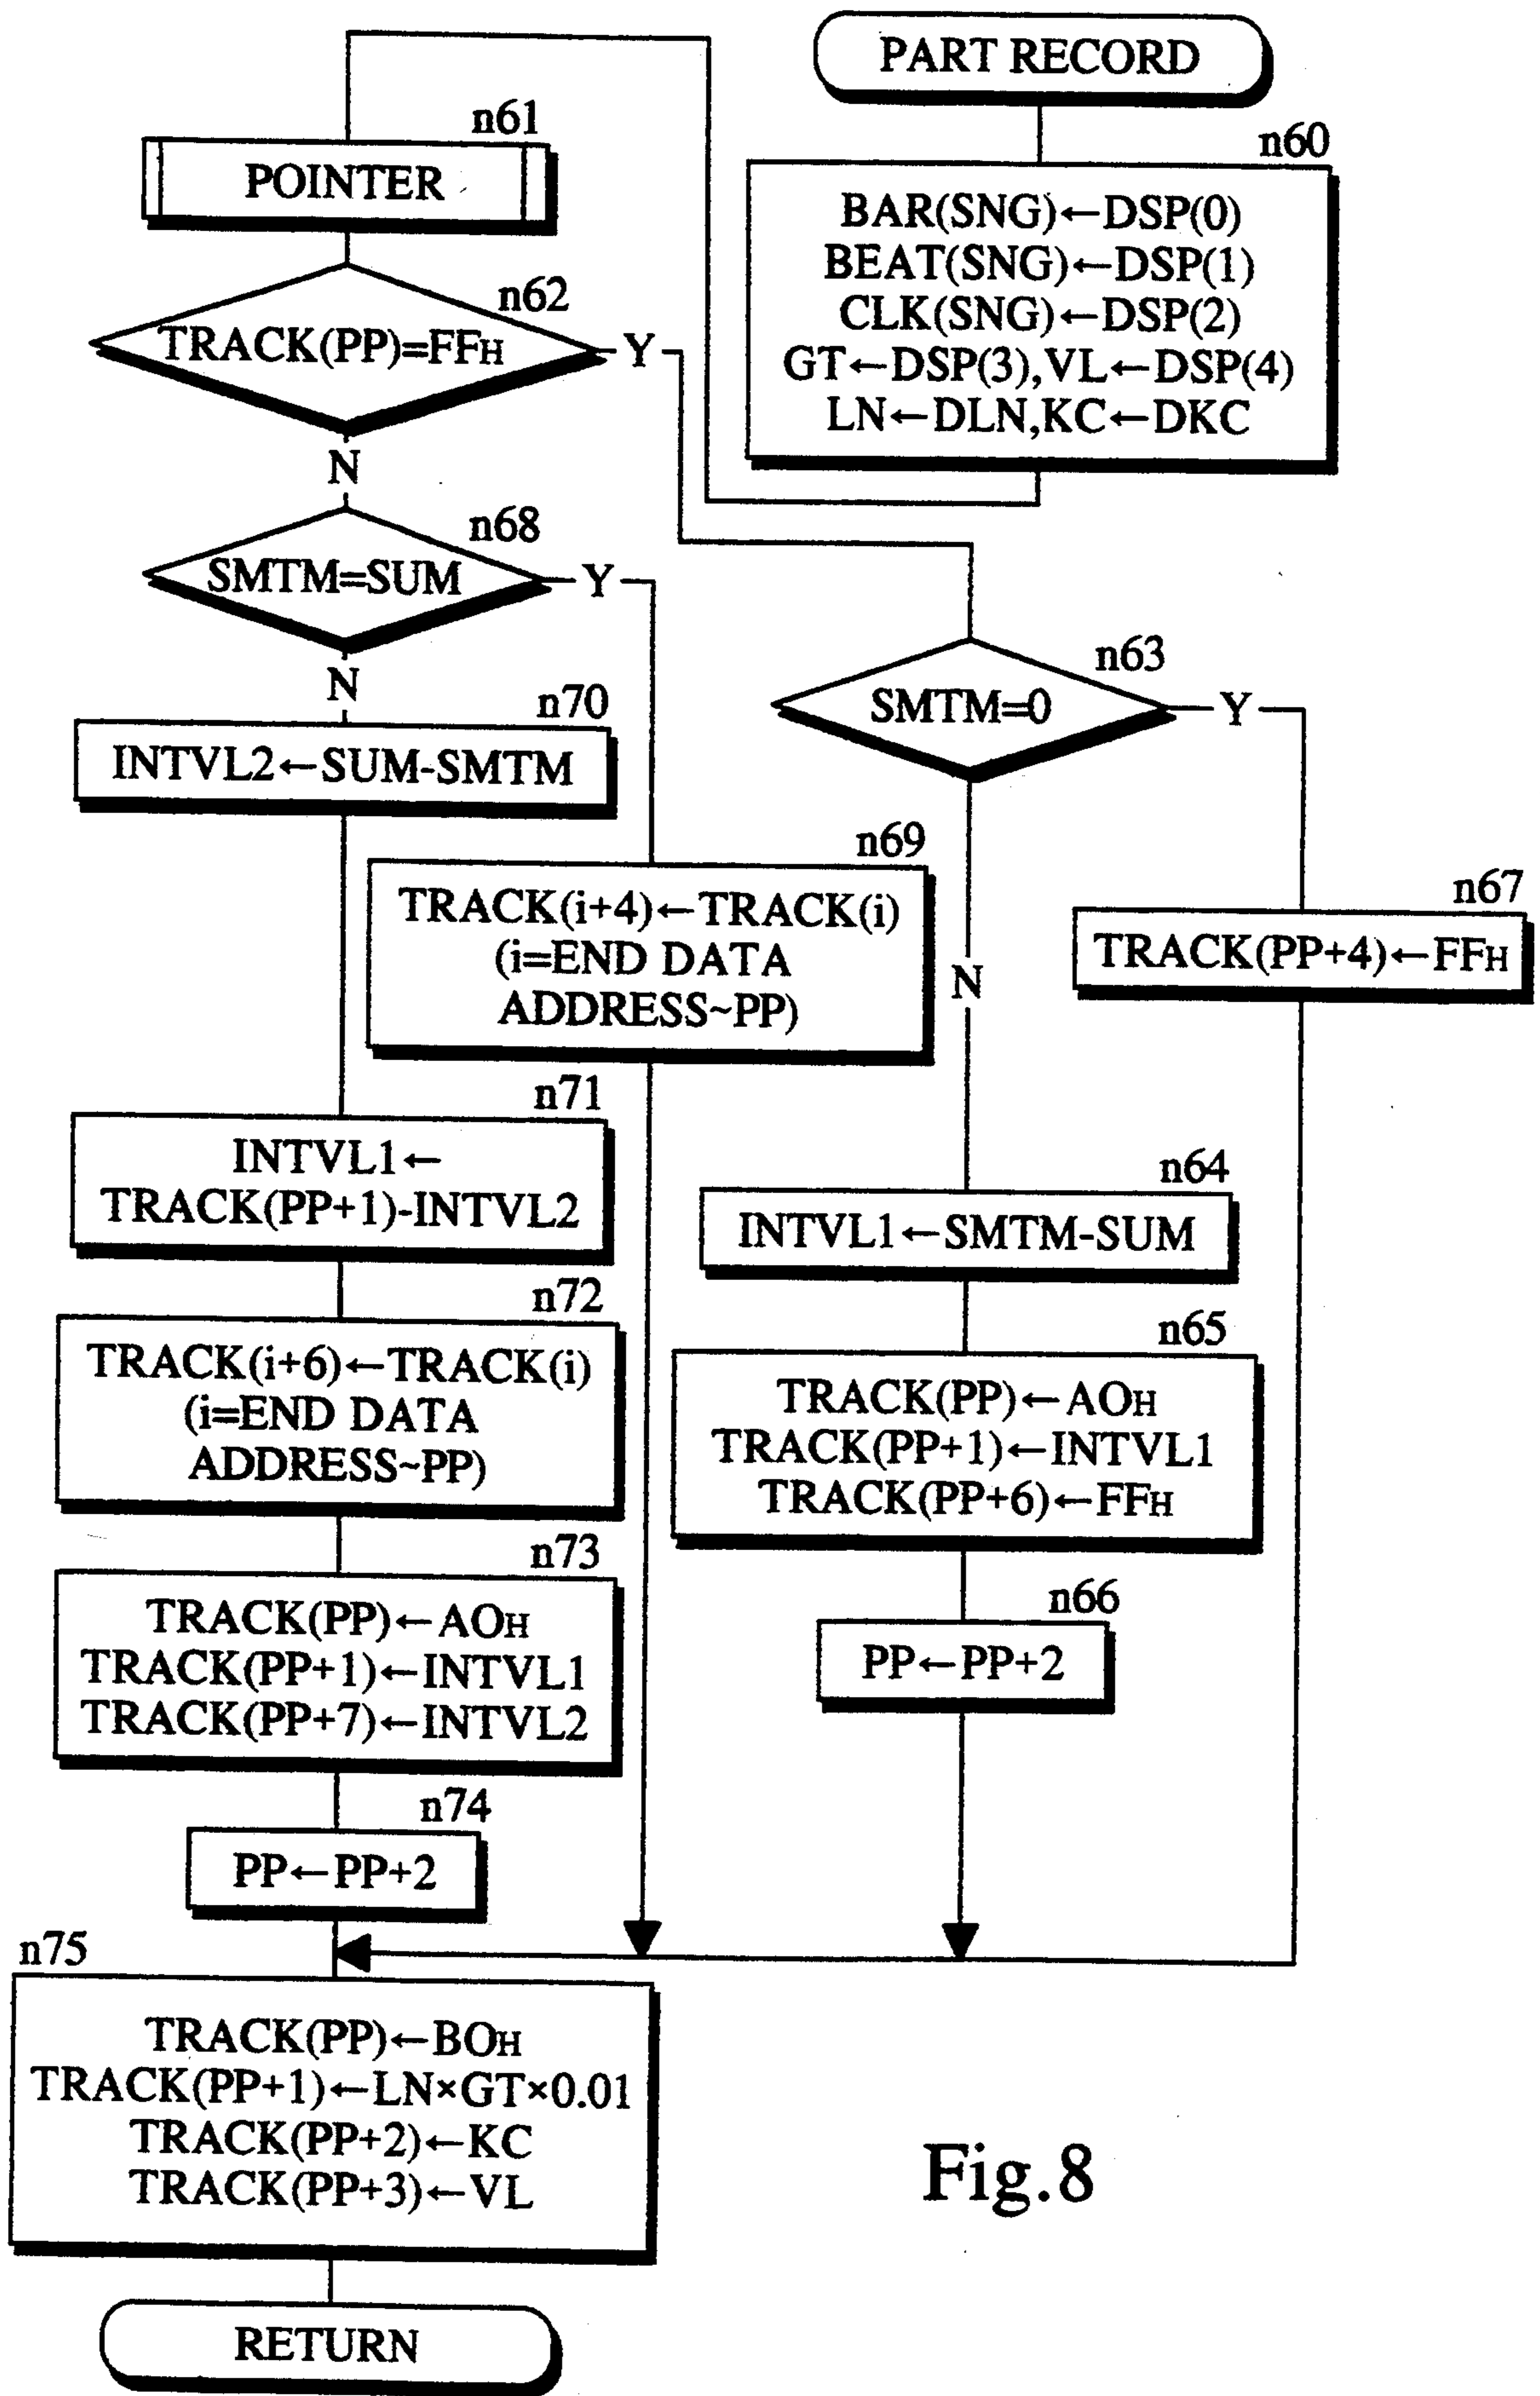 PART RECORD
n60
BAR(SNG)←DSP(0)
BEAT(SNG)←DSP(1)
CLK(SNG)←DSP(2)
GT←DSP(3),VL←DSP(4)
LN←DLN,KC←DKC
n61
POINTER
n62
TRACK(PP)=FFH
Y
N
n68
SMTM=SUM
Y
N
n63
SMTM=0
Y
N
n70
INTVL2←SUM-SMTM
n69
TRACK(i+4)←TRACK(i)
(i=END DATA
ADDRESS~PP)
n67
TRACK(PP+4)←FFH
n71
INTVL1←
TRACK(PP+1)-INTVL2
n64
INTVL1←SMTM-SUM
n72
TRACK(i+6)←TRACK(i)
(i=END DATA
ADDRESS~PP)
n65
TRACK(PP)←AOH
TRACK(PP+1)←INTVL1
TRACK(PP+6)←FFH
n73
TRACK(PP)←AOH
TRACK(PP+1)←INTVL1
TRACK(PP+7)←INTVL2
n66
PP←PP+2
n74
PP←PP+2
n75
TRACK(PP)←BOH
TRACK(PP+1)←LN×GT×0.01
TRACK(PP+2)←KC
TRACK(PP+3)←VL
RETURN
Fig.8